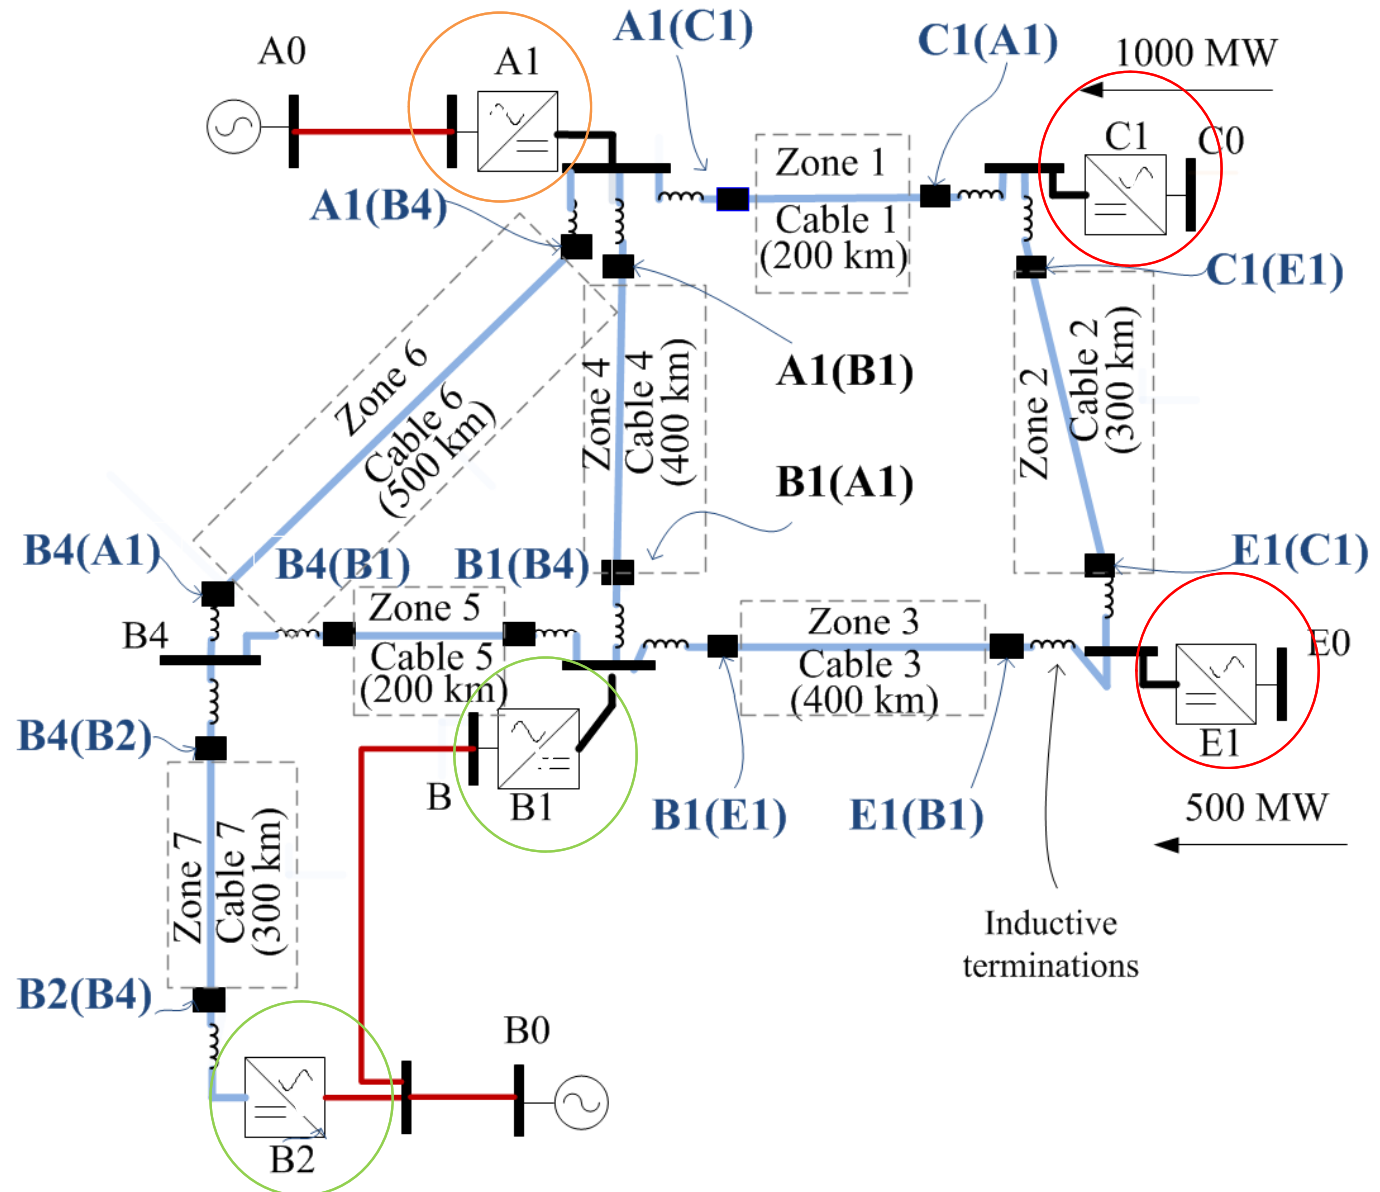 A0
A1
A1(C1)
C1(A1)
1000 MW
C1
C0
Zone 1
Cable 1
(200 km)
A1(B4)
C1(E1)
Zone 6
Cable 6
(500 km)
Zone 4
Cable 4
(400 km)
A1(B1)
Zone 2
Cable 2
(300 km)
B1(A1)
B4(A1)
B4(B1)
B1(B4)
E1(C1)
B4
Zone 5
Cable 5
(200 km)
Zone 3
Cable 3
(400 km)
E0
E1
B4(B2)
B
B1
B1(E1)
E1(B1)
500 MW
Zone 7
Cable 7
(300 km)
Inductive
terminations
B2(B4)
B0
B2